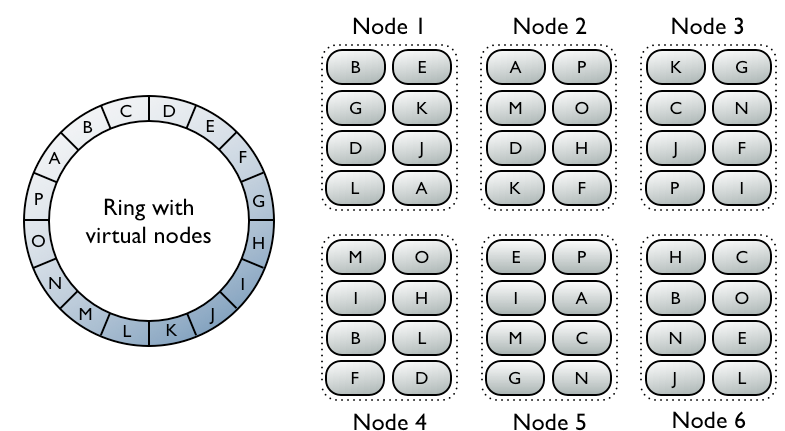 Node 1
Node 2
Node 3
B E
G K
D J
L A
A P
M O
D H
K F
K G
C N
J F
P I
C
D
E
F
G
H
I
J
K
L
M
N
O
P
A
B
Ring with
virtual nodes
M O
I H
B L
F D
E P
I A
M C
G N
H C
B O
N E
J L
Node 4
Node 5
Node 6